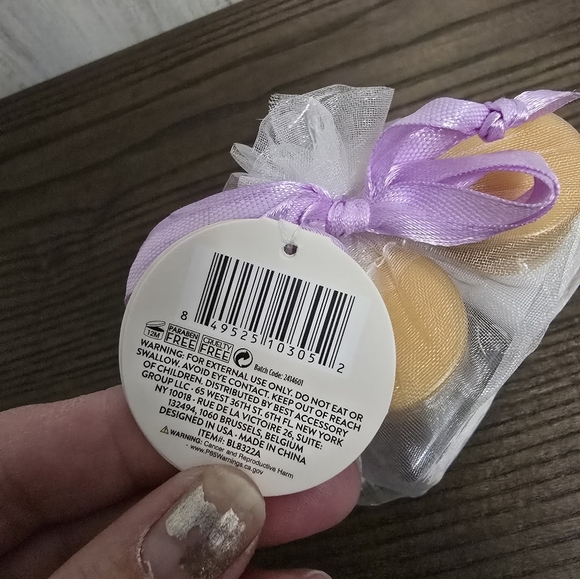 8 49525 10305 2
12M PARABEN FREE CRUELTY FREE Batch Code: 2414601
WARNING: FOR EXTERNAL USE ONLY. DO NOT EAT OR
SWALLOW. AVOID EYE CONTACT. KEEP OUT OF REACH
OF CHILDREN. DISTRIBUTED BY BEST ACCESSORY
GROUP LLC · 65 WEST 36TH ST. 6TH FL. NEW YORK
NY 10018 · RUE DE LA VICTOIRE 26, SUITE:
132494, 1060 BRUSSELS, BELGIUM
DESIGNED IN USA · MADE IN CHINA
ITEM#: BLB322A
WARNING: Cancer and Reproductive Harm
- www.P65Warnings.ca.gov